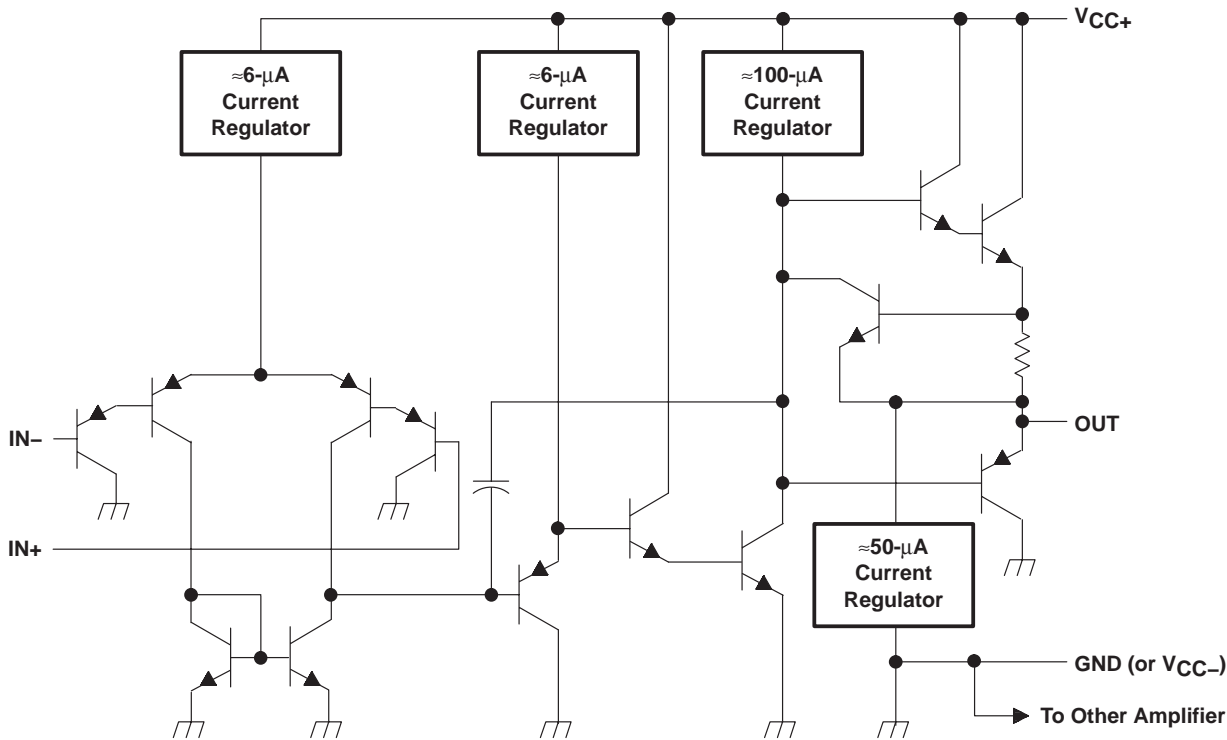 VCC+
≈6-μA
Current
Regulator
≈6-μA
Current
Regulator
≈100-μA
Current
Regulator
IN–
OUT
IN+
≈50-μA
Current
Regulator
GND (or VCC–)
To Other Amplifier